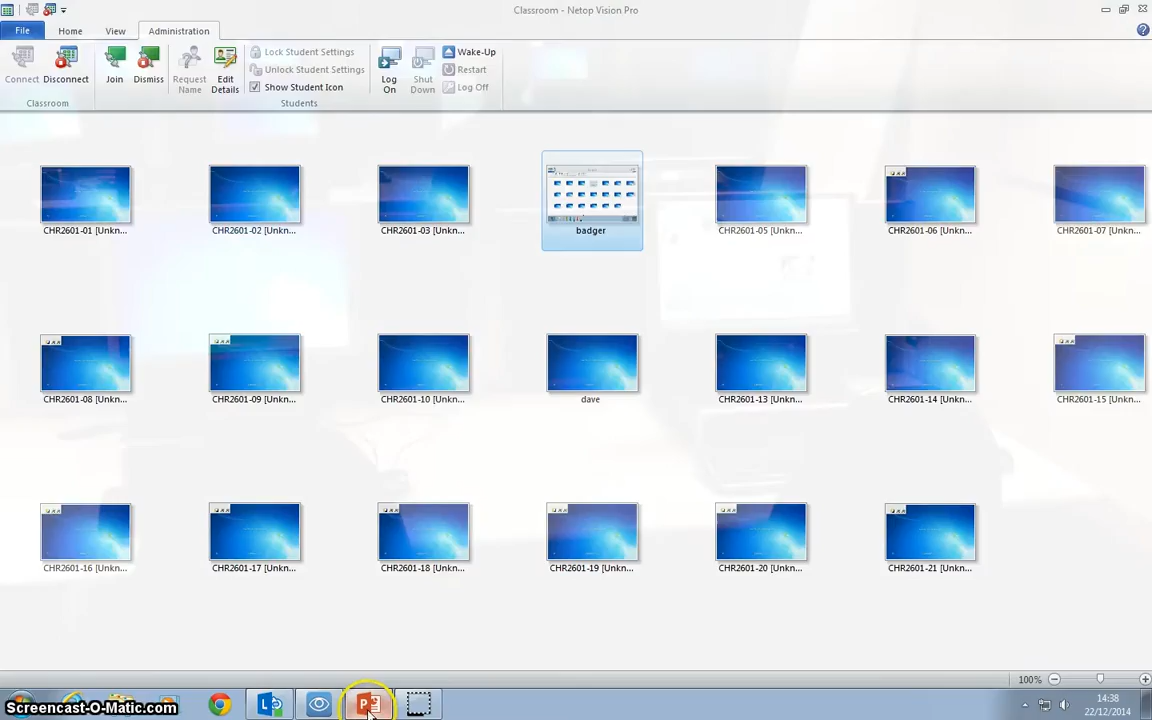 Classroom - Netop Vision Pro
File Home View Administration
Connect Disconnect Join Dismiss Request Name Edit Details Lock Student Settings Unlock Student Settings Show Student Icon Log On Shut Down Wake-Up Restart Log Off
Classroom Students
CHR2601-01 [Unkn... CHR2601-02 [Unkn... CHR2601-03 [Unkn... badger CHR2601-05 [Unkn... CHR2601-06 [Unkn... CHR2601-07 [Unkn...
CHR2601-08 [Unkn... CHR2601-09 [Unkn... CHR2601-10 [Unkn... dave CHR2601-13 [Unkn... CHR2601-14 [Unkn... CHR2601-15 [Unkn...
CHR2601-16 [Unkn... CHR2601-17 [Unkn... CHR2601-18 [Unkn... CHR2601-19 [Unkn... CHR2601-20 [Unkn... CHR2601-21 [Unkn...
100%
Screencast-O-Matic.com
14:38
22/12/2014